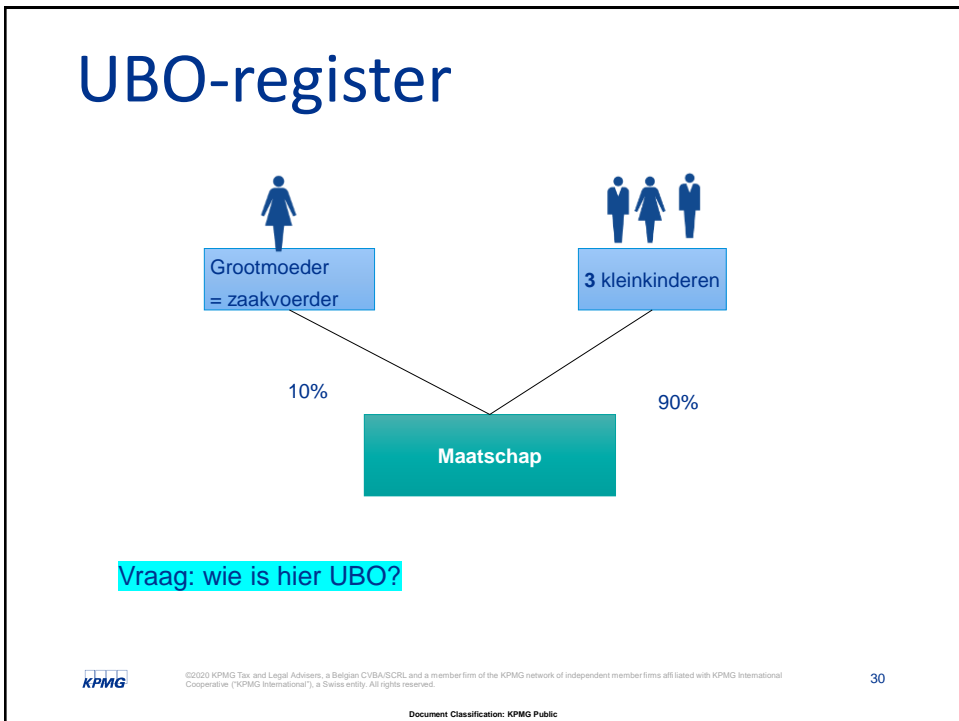 UBO-register
Grootmoeder
= zaakvoerder
3 kleinkinderen
10%
90%
Maatschap
Vraag: wie is hier UBO?
KPMG
©2020 KPMG Tax and Legal Advisers, a Belgian CVBA/SCRL and a member firm of the KPMG network of independent member firms affiliated with KPMG International
Cooperative ("KPMG International"), a Swiss entity. All rights reserved.
30
Document Classification: KPMG Public